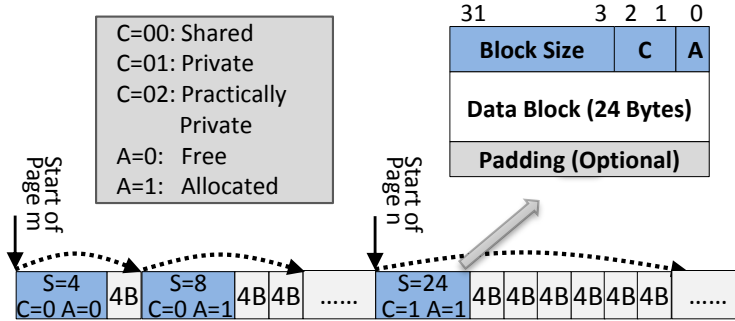 C=00: Shared
C=01: Private
C=02: Practically
Private
A=0: Free
A=1: Allocated
31 3 2 1 0
Block Size C A
Data Block (24 Bytes)
Padding (Optional)
Start of
Page m
Start of
Page n
S=4
C=0 A=0
4B
S=8
C=0 A=1
4B 4B
......
S=24
C=1 A=1
4B 4B 4B 4B 4B 4B
......